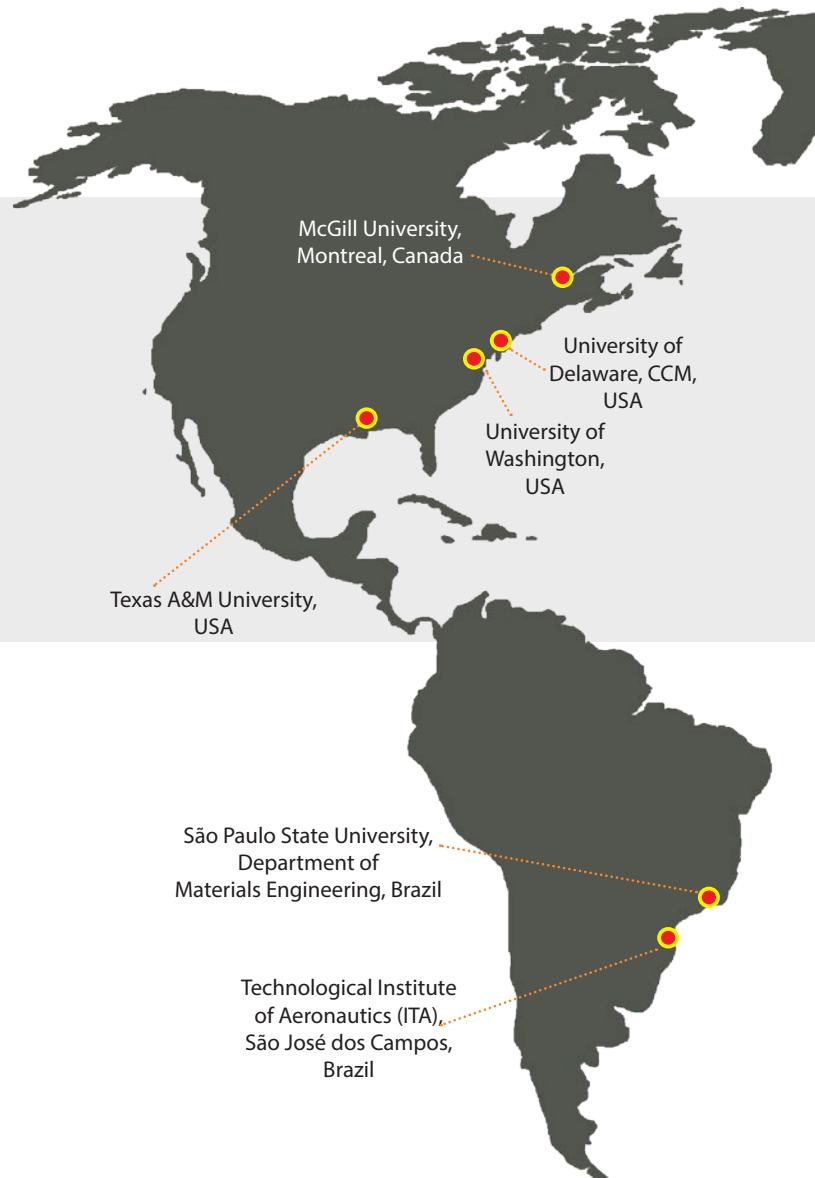 McGill University,
Montreal, Canada
University of
Delaware, CCM,
USA
University of
Washington,
USA
Texas A&M University,
USA
São Paulo State University,
Department of
Materials Engineering, Brazil
Technological Institute
of Aeronautics (ITA),
São José dos Campos,
Brazil